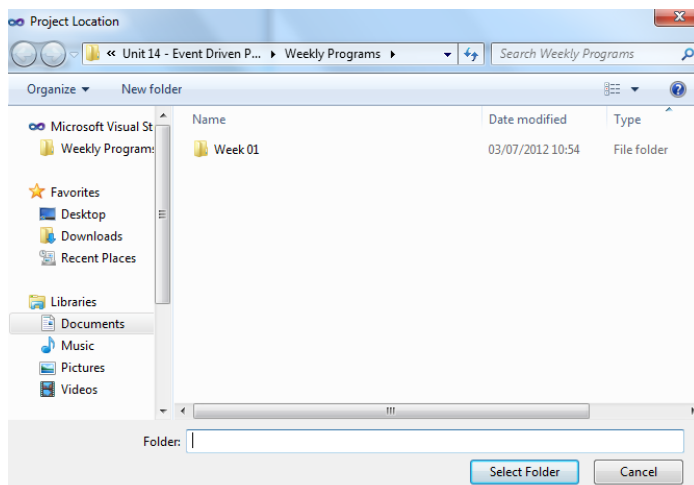 Project Location
« Unit 14 - Event Driven P... Weekly Programs
Search Weekly Programs
Organize New folder
Name Date modified Type
Microsoft Visual St
Weekly Program
Week 01 03/07/2012 10:54 File folder
Favorites
Desktop
Downloads
Recent Places
Libraries
Documents
Music
Pictures
Videos
Folder:
Select Folder Cancel